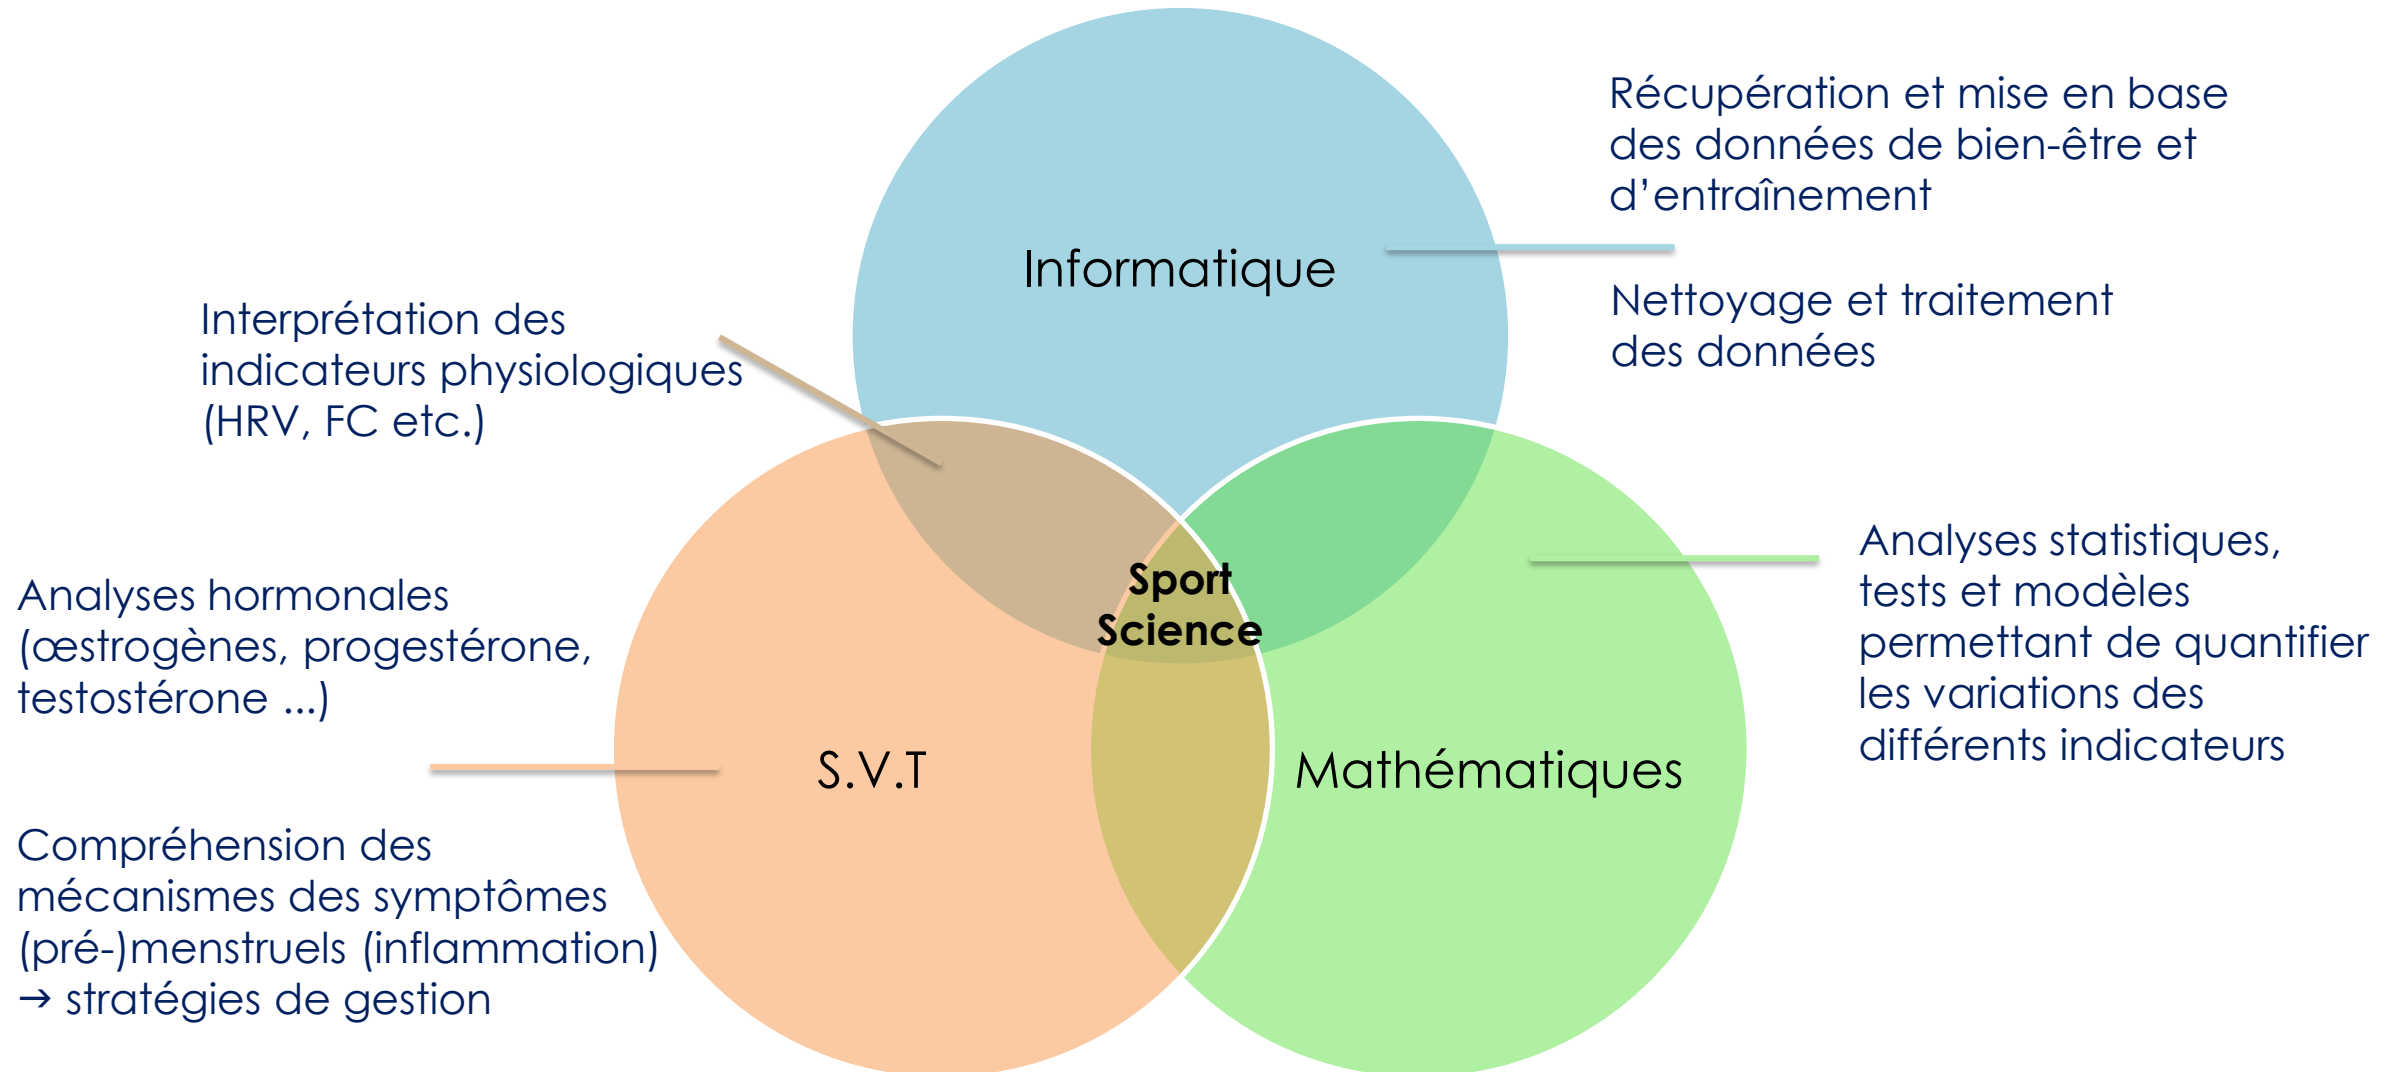 Informatique
Récupération et mise en base
des données de bien-être et
d’entraînement
Nettoyage et traitement
des données
Interprétation des
indicateurs physiologiques
(HRV, FC etc.)
Sport
Science
Analyses hormonales
(œstrogènes, progestérone,
testostérone ...)
S.V.T
Compréhension des
mécanismes des symptômes
(pré-)menstruels (inflammation)
→ stratégies de gestion
Mathématiques
Analyses statistiques,
tests et modèles
permettant de quantifier
les variations des
différents indicateurs